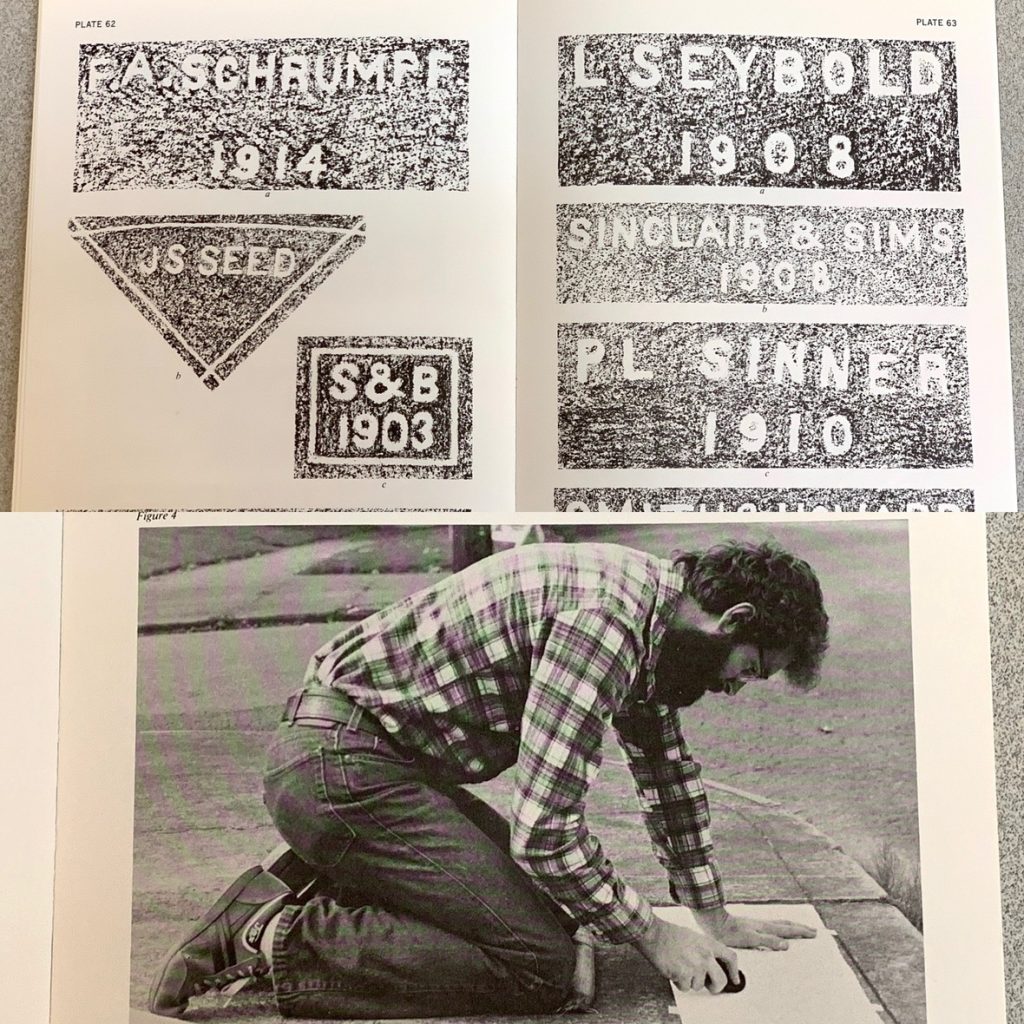 PLATE 62
F.A. SCHRUMPF
1914
a
JS SEED
b
S & B
1903
c
PLATE 63
L SEYBOLD
1908
a
SINCLAIR & SIMS
1908
b
PL SINNER
1910
c
Figure 4